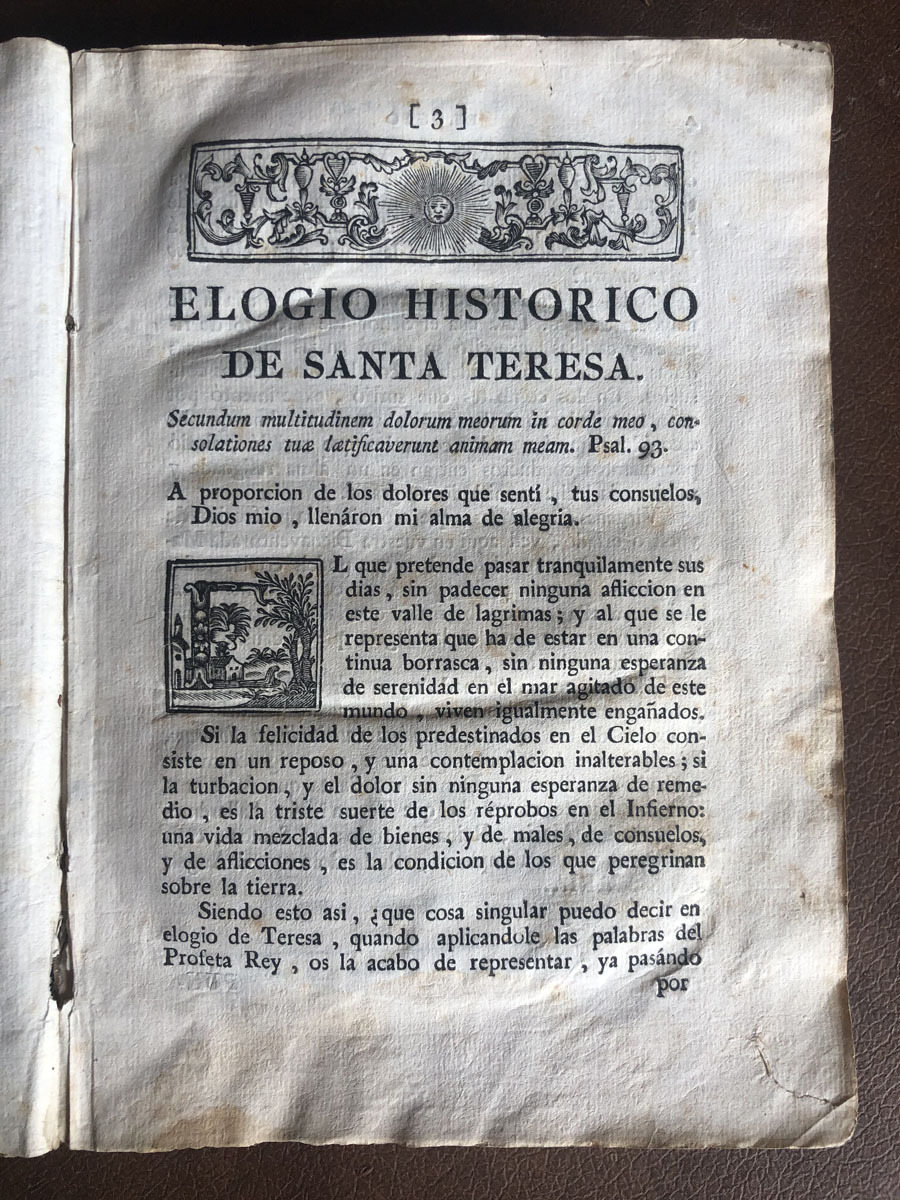 [ 3 ]
ELOGIO HISTORICO
DE SANTA TERESA.
Secundum multitudinem dolorum meorum in corde meo , con-
solationes tuæ lætificaverunt animam meam. Psal. 93.
A proporcion de los dolores que sentí , tus consuelos,
Dios mio , llenáron mi alma de alegria.
EL que pretende pasar tranquilamente sus
dias , sin padecer ninguna afliccion en
este valle de lagrimas ; y al que se le
representa que ha de estar en una con-
tinua borrasca , sin ninguna esperanza
de serenidad en el mar agitado de este
mundo , viven igualmente engañados.
Si la felicidad de los predestinados en el Cielo con-
siste en un reposo , y una contemplacion inalterables ; si
la turbacion , y el dolor sin ninguna esperanza de reme-
dio , es la triste suerte de los réprobos en el Infierno:
una vida mezclada de bienes , y de males , de consuelos,
y de aflicciones , es la condicion de los que peregrinan
sobre la tierra.
Siendo esto asi , ¿que cosa singular puedo decir en
elogio de Teresa , quando aplicandole las palabras del
Profeta Rey , os la acabo de representar , ya pasándo
por